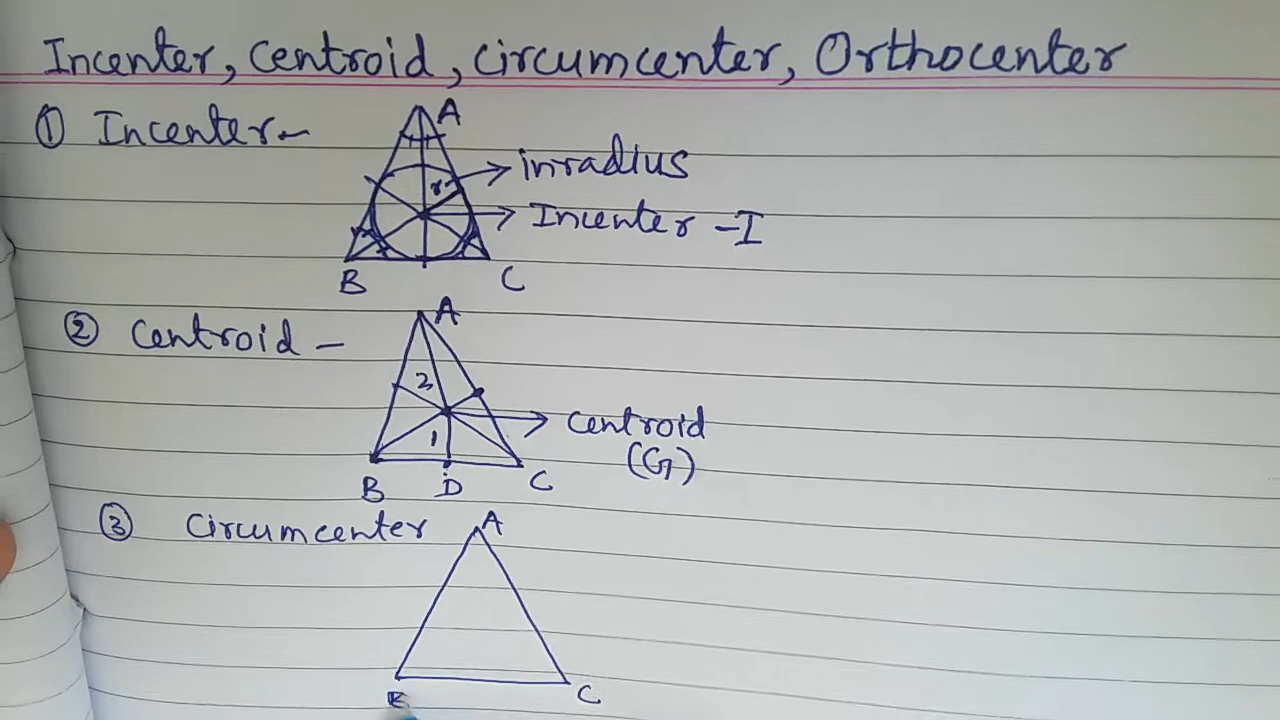 Incenter, Centroid, circumcenter, Orthocenter
① Incenter-
A
r
inradius
Incenter - I
B C
② Centroid -
A
2
1
Centroid
(G)
B D C
③ Circumcenter
A
C